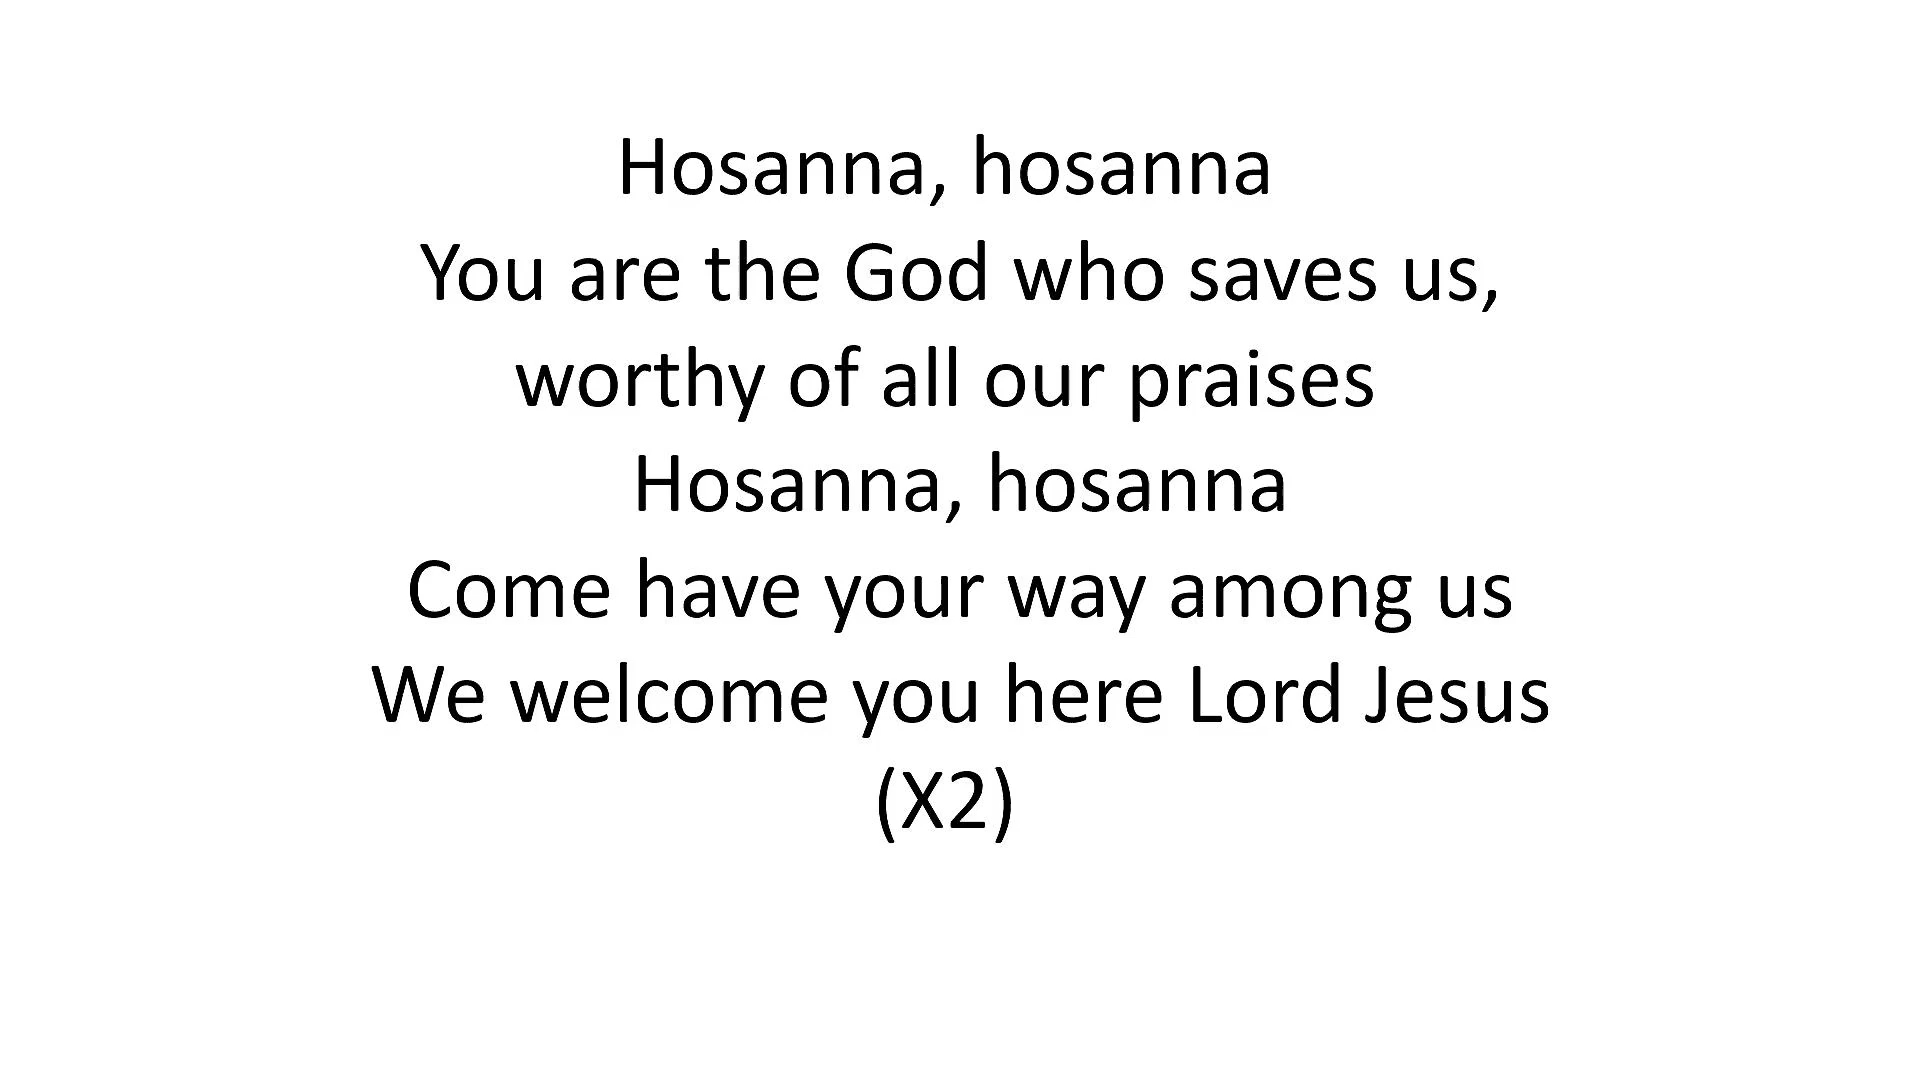 Hosanna, hosanna
You are the God who saves us,
worthy of all our praises
Hosanna, hosanna
Come have your way among us
We welcome you here Lord Jesus
(X2)